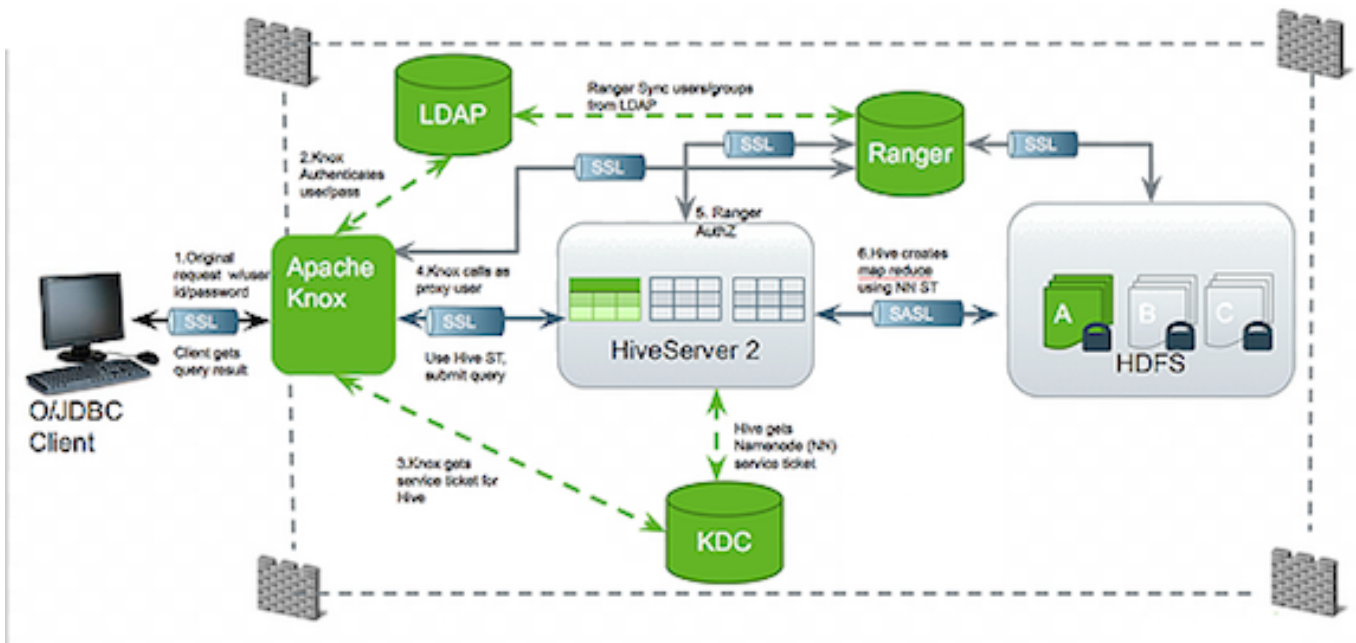 LDAP
Ranger Sync users/groups
from LDAP
Ranger
SSL
SSL
SSL
2.Knox
Authenticates
use/pass
5. Ranger
AuthZ
1.Original
request w/user
id/password
SSL
Client gets
query result
O/JDBC
Client
Apache
Knox
4.Knox calls as
proxy user
SSL
Use Hive ST,
submit query
HiveServer 2
6.Hive creates
map reduce
using NN ST
SASL
A
B
C
HDFS
3.Knox gets
service ticket for
Hive
Hive gets
Namenode (NN)
service ticket
KDC